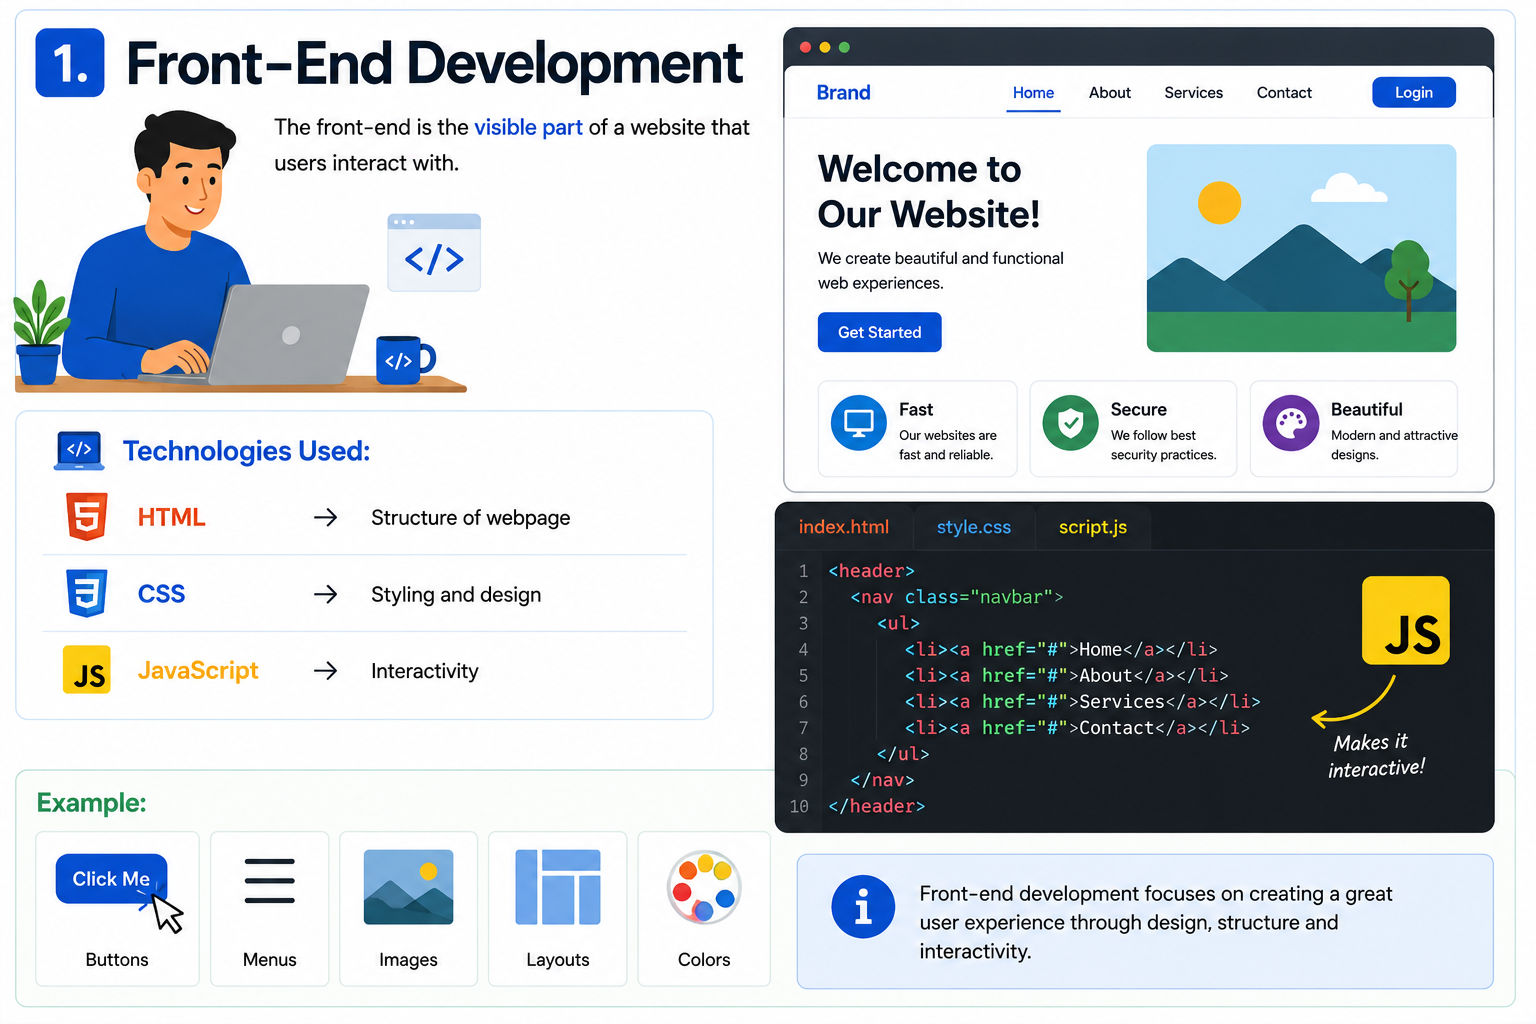 1. Front-End Development
The front-end is the visible part of a website that
users interact with.
</>
</>
Technologies Used:
</>
HTML → Structure of webpage
CSS → Styling and design
JS JavaScript → Interactivity
Example:
Click Me
Buttons
Menus
Images
Layouts
Colors
Brand Home About Services Contact Login
Welcome to
Our Website!
We create beautiful and functional
web experiences.
Get Started
Fast
Our websites are
fast and reliable.
Secure
We follow best
security practices.
Beautiful
Modern and attractive
designs.
index.html style.css script.js
1 <header>
2 <nav class="navbar">
3 <ul>
4 <li><a href="#">Home</a></li>
5 <li><a href="#">About</a></li>
6 <li><a href="#">Services</a></li>
7 <li><a href="#">Contact</a></li>
8 </ul>
9 </nav>
10 </header>
JS
Makes it
interactive!
i
Front-end development focuses on creating a great
user experience through design, structure and
interactivity.